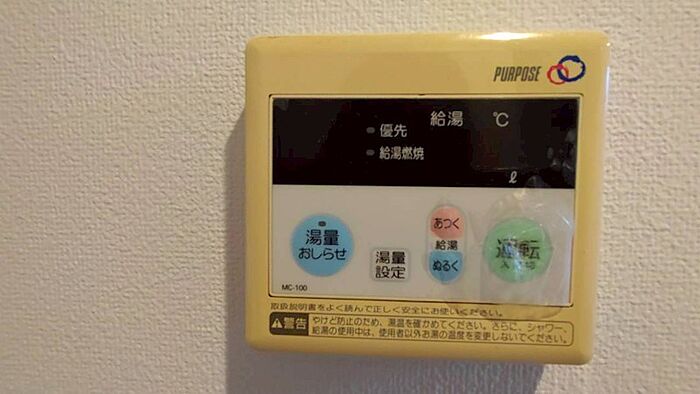 PURPOSE
給湯 ℃
優先
給湯燃焼
ℓ
湯量
おしらせ
湯量
設定
あつく
給湯
ぬるく
運転
入/切
MC-100
取扱説明書をよく読んで正しく安全にお使いください。
警告
やけど防止のため、湯温を確かめてください。さらに、シャワー、
給湯の使用中は、使用者以外お湯の温度を変更しないでください。